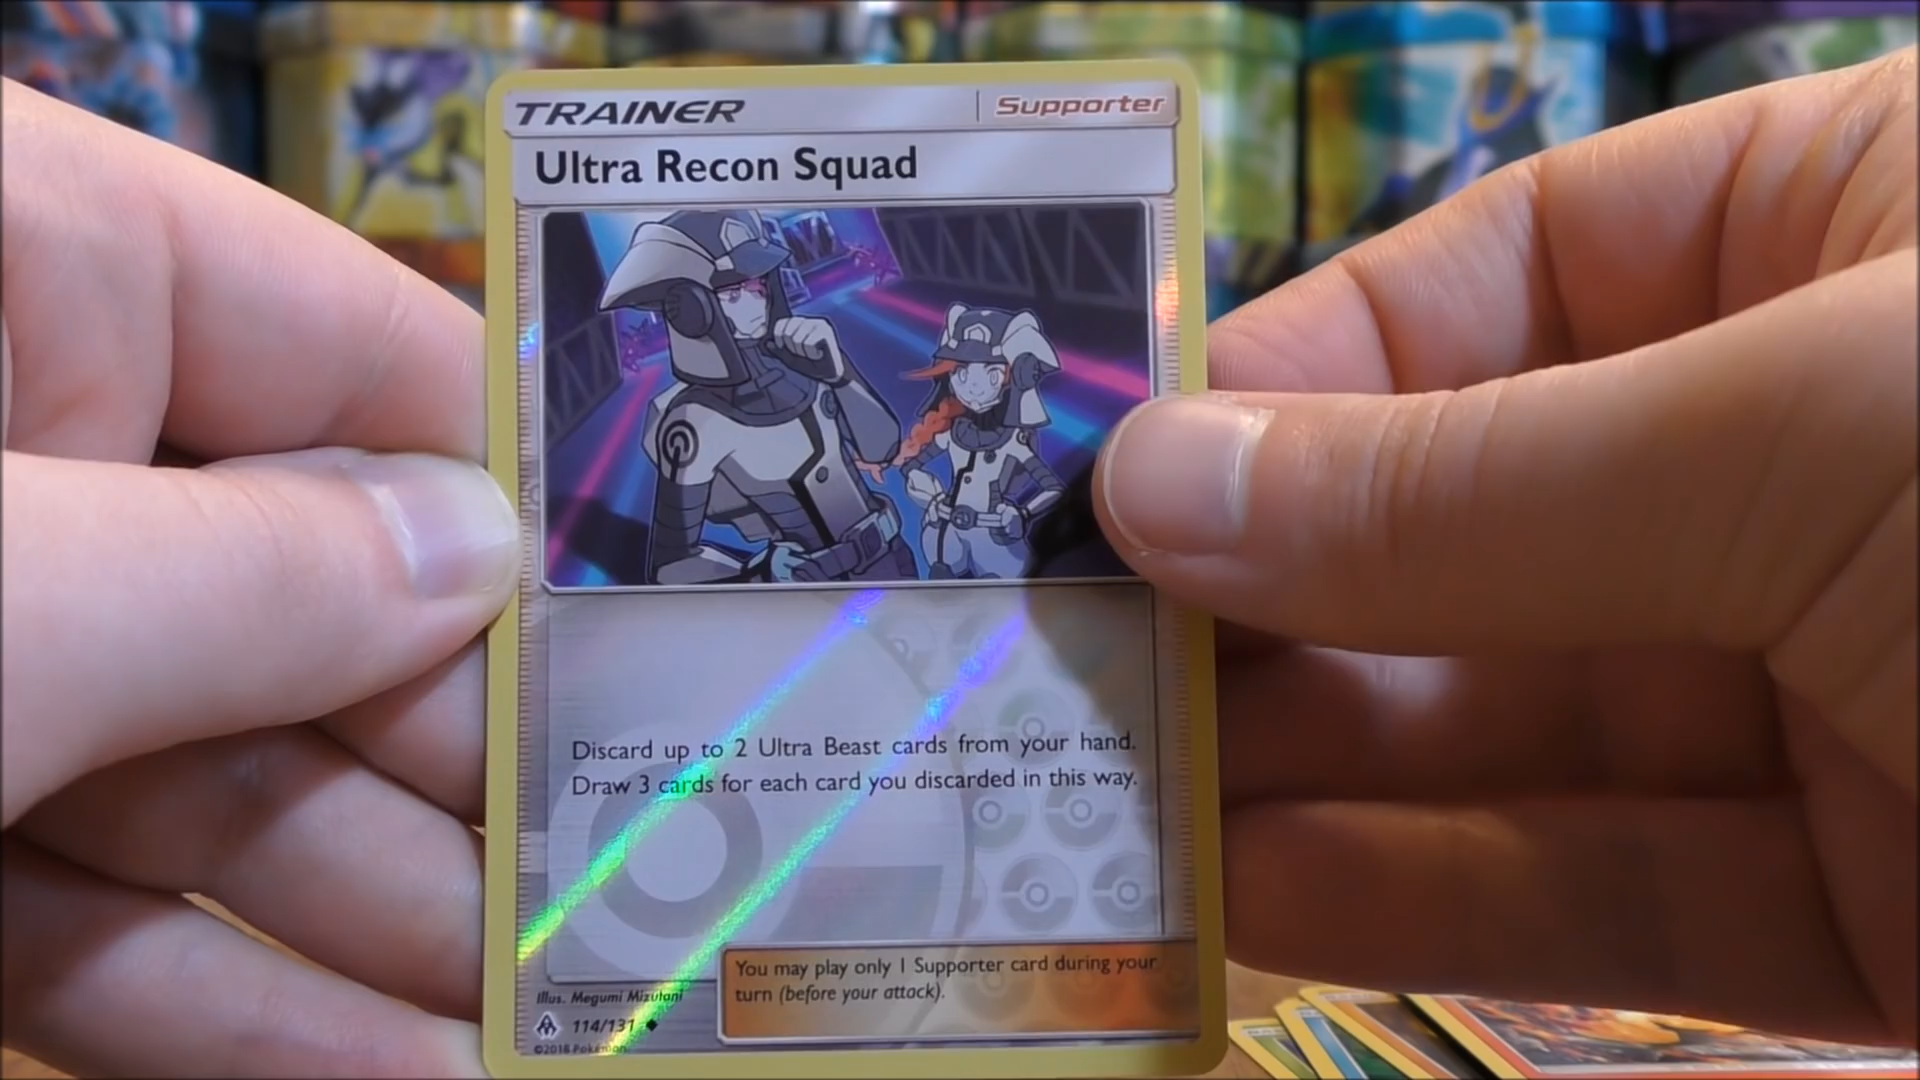 TRAINER
Supporter
Ultra Recon Squad
Discard up to 2 Ultra Beast cards from your hand.
Draw 3 cards for each card you discarded in this way.
You may play only 1 Supporter card during your
turn (before your attack).
Illus. Megumi Mizutani
114/131
©2018 Pokémon